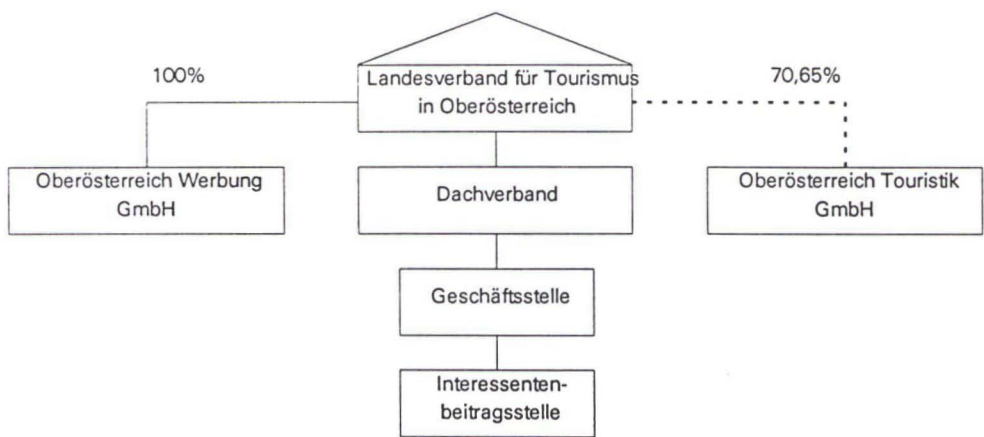 100%
Landesverband für Tourismus
in Oberösterreich
70,65%
Oberösterreich Werbung
GmbH
Dachverband
Oberösterreich Touristik
GmbH
Geschäftsstelle
Interessenten-
beitragsstelle